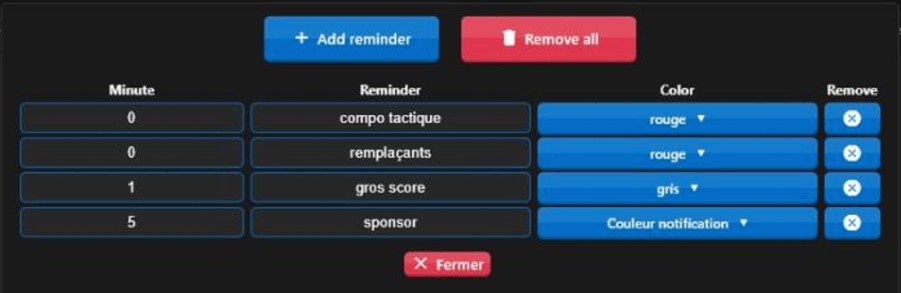 + Add reminder Remove all
Minute Reminder Color Remove
0 compo tactique rouge ▼
0 remplaçants rouge ▼
1 gros score gris ▼
5 sponsor Couleur notification ▼
Fermer